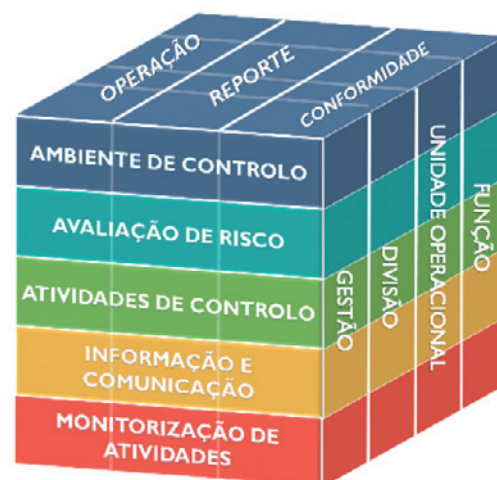 OPERAÇÃO
REPORTE
CONFORMIDADE
AMBIENTE DE CONTROLO
AVALIAÇÃO DE RISCO
ATIVIDADES DE CONTROLO
INFORMAÇÃO E
COMUNICAÇÃO
MONITORIZAÇÃO DE
ATIVIDADES
GESTÃO
DIVISÃO
UNIDADE OPERACIONAL
FUNÇÃO